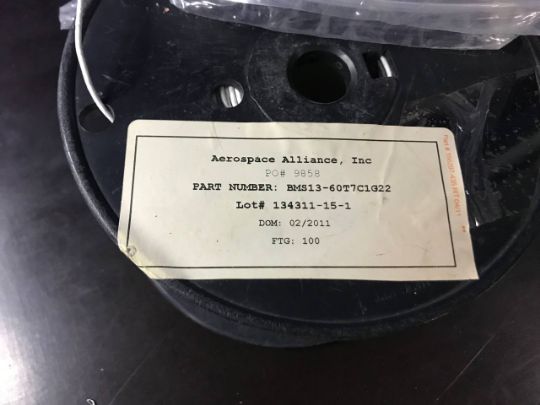 Aerospace Alliance, Inc
PO# 9858
PART NUMBER: BMS13-60T7C1G22
Lot# 134311-15-1
DOM: 02/2011
FTG: 100